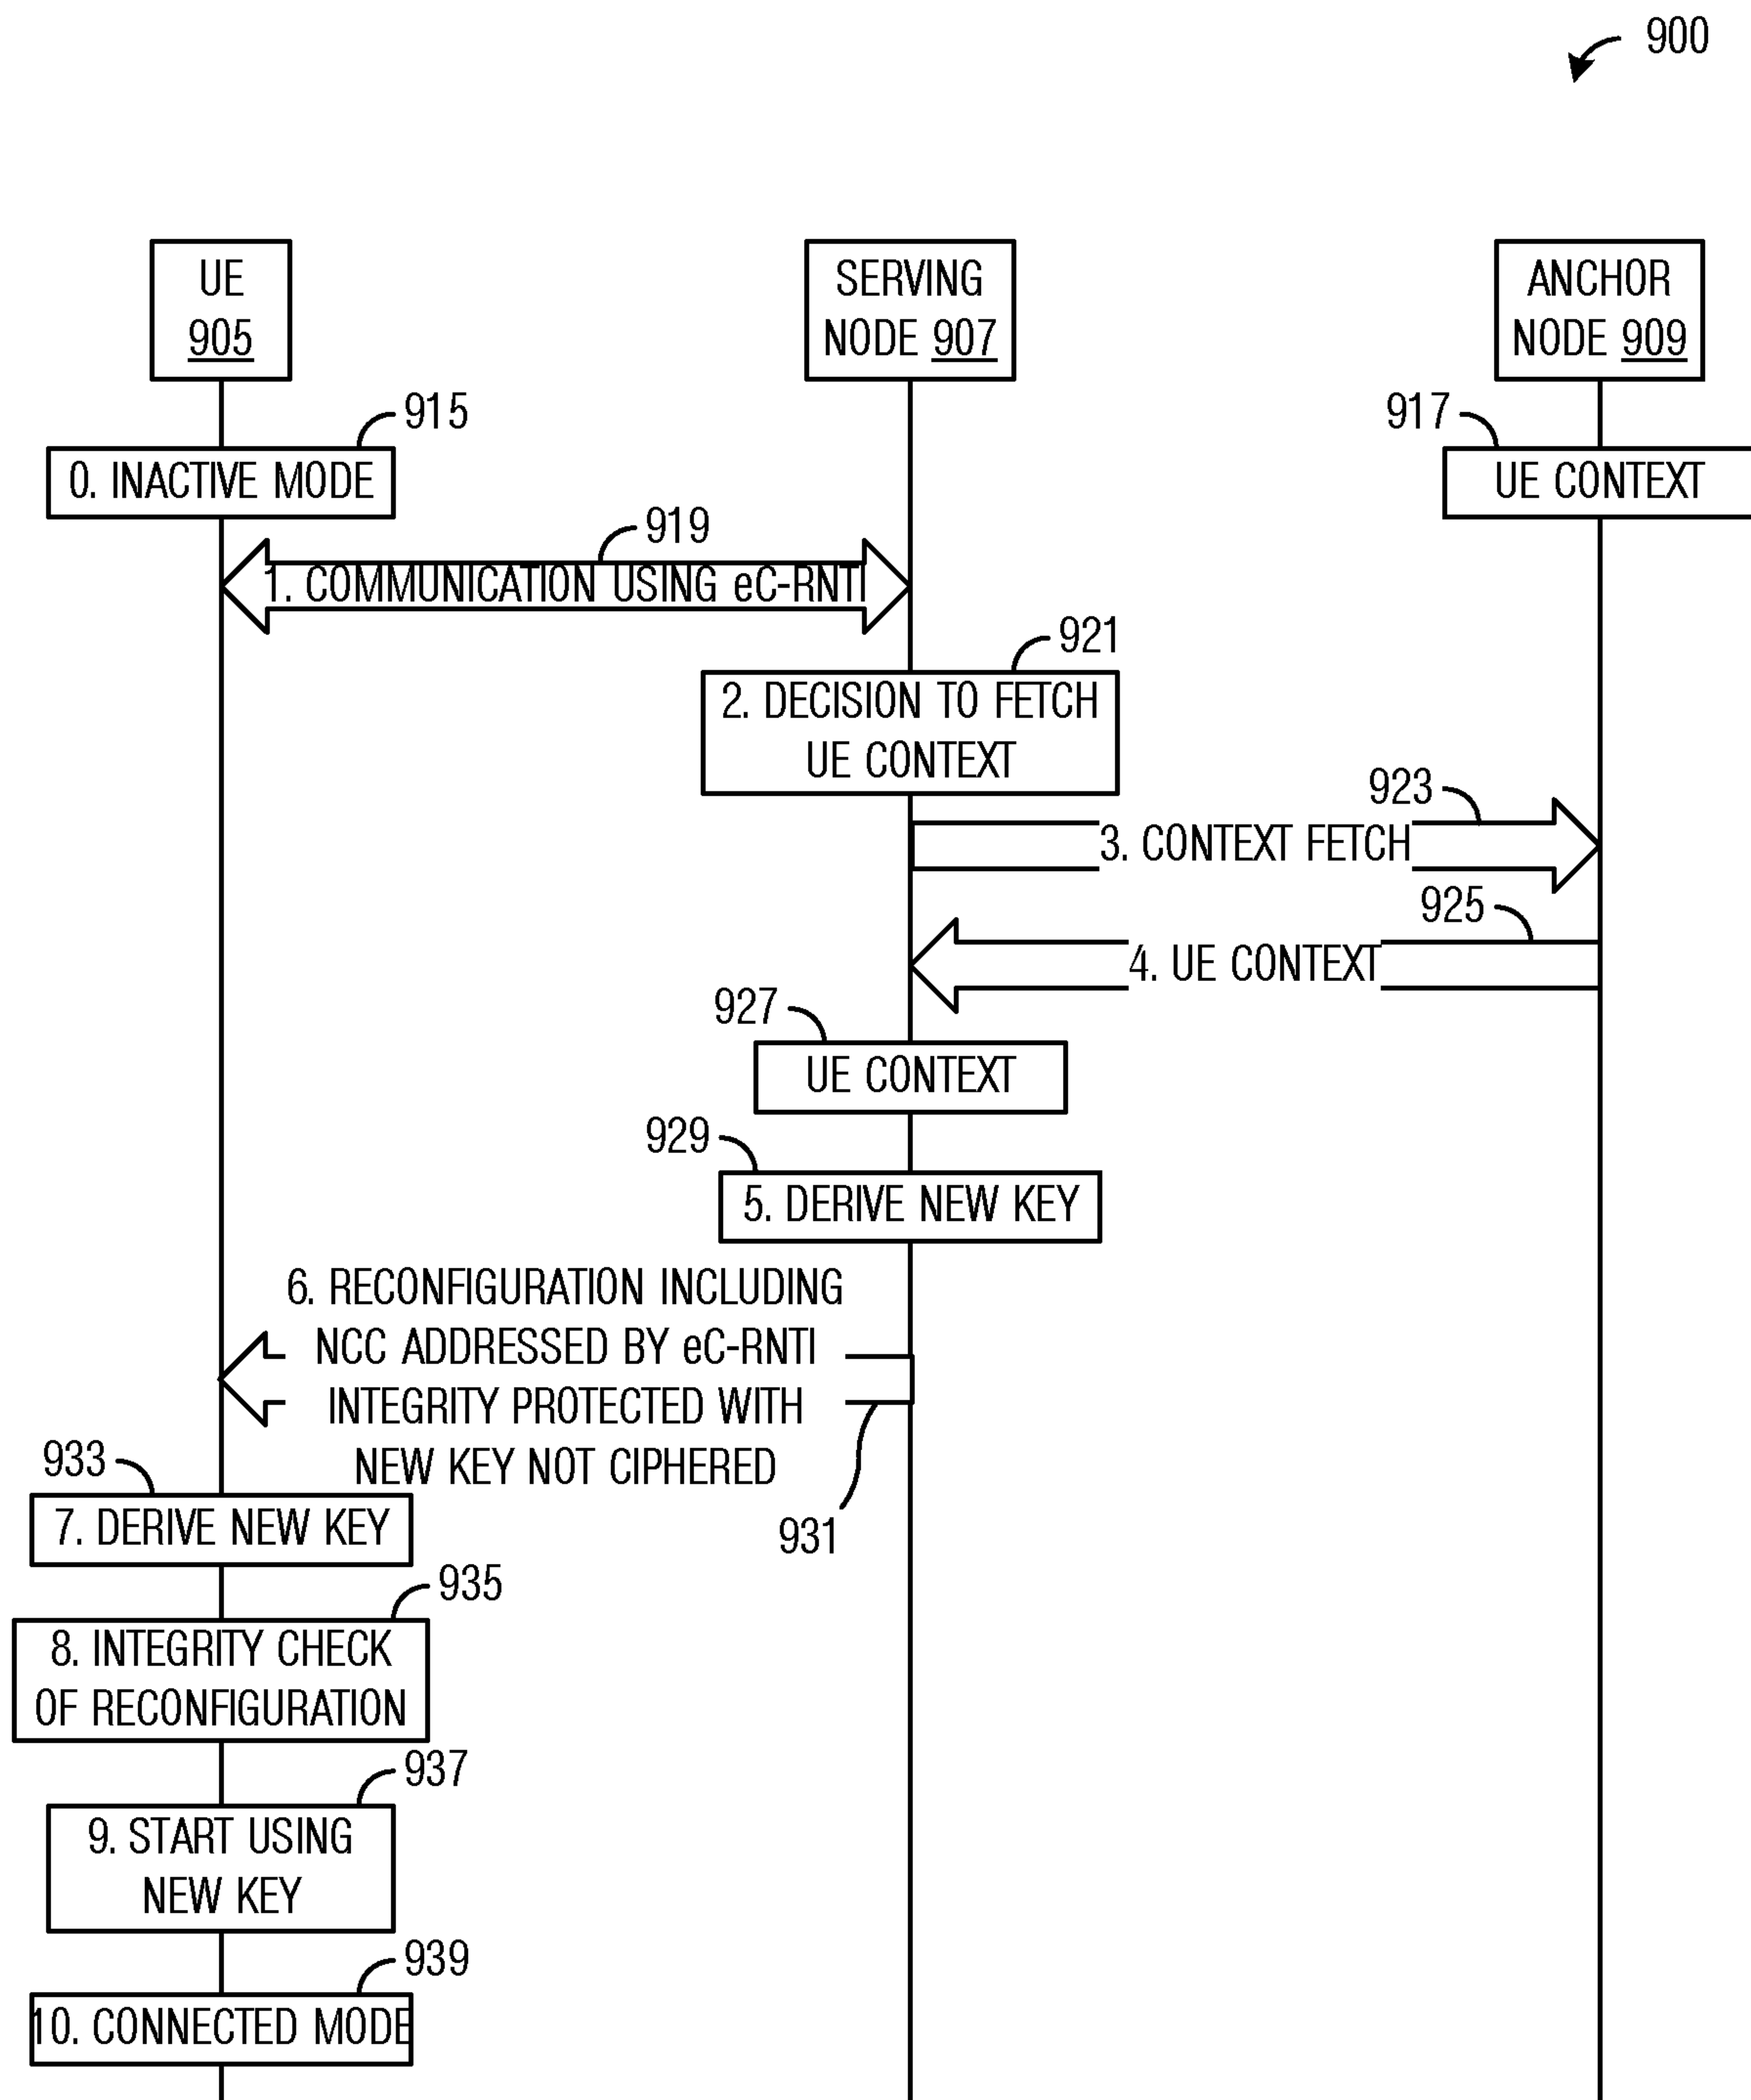 900
UE
905
SERVING
NODE 907
ANCHOR
NODE 909
915
917
0. INACTIVE MODE
UE CONTEXT
919
1. COMMUNICATION USING eC-RNTI
921
2. DECISION TO FETCH
UE CONTEXT
923
3. CONTEXT FETCH
925
4. UE CONTEXT
927
UE CONTEXT
929
5. DERIVE NEW KEY
6. RECONFIGURATION INCLUDING
NCC ADDRESSED BY eC-RNTI
INTEGRITY PROTECTED WITH
NEW KEY NOT CIPHERED
931
933
7. DERIVE NEW KEY
935
8. INTEGRITY CHECK
OF RECONFIGURATION
937
9. START USING
NEW KEY
939
10. CONNECTED MODE